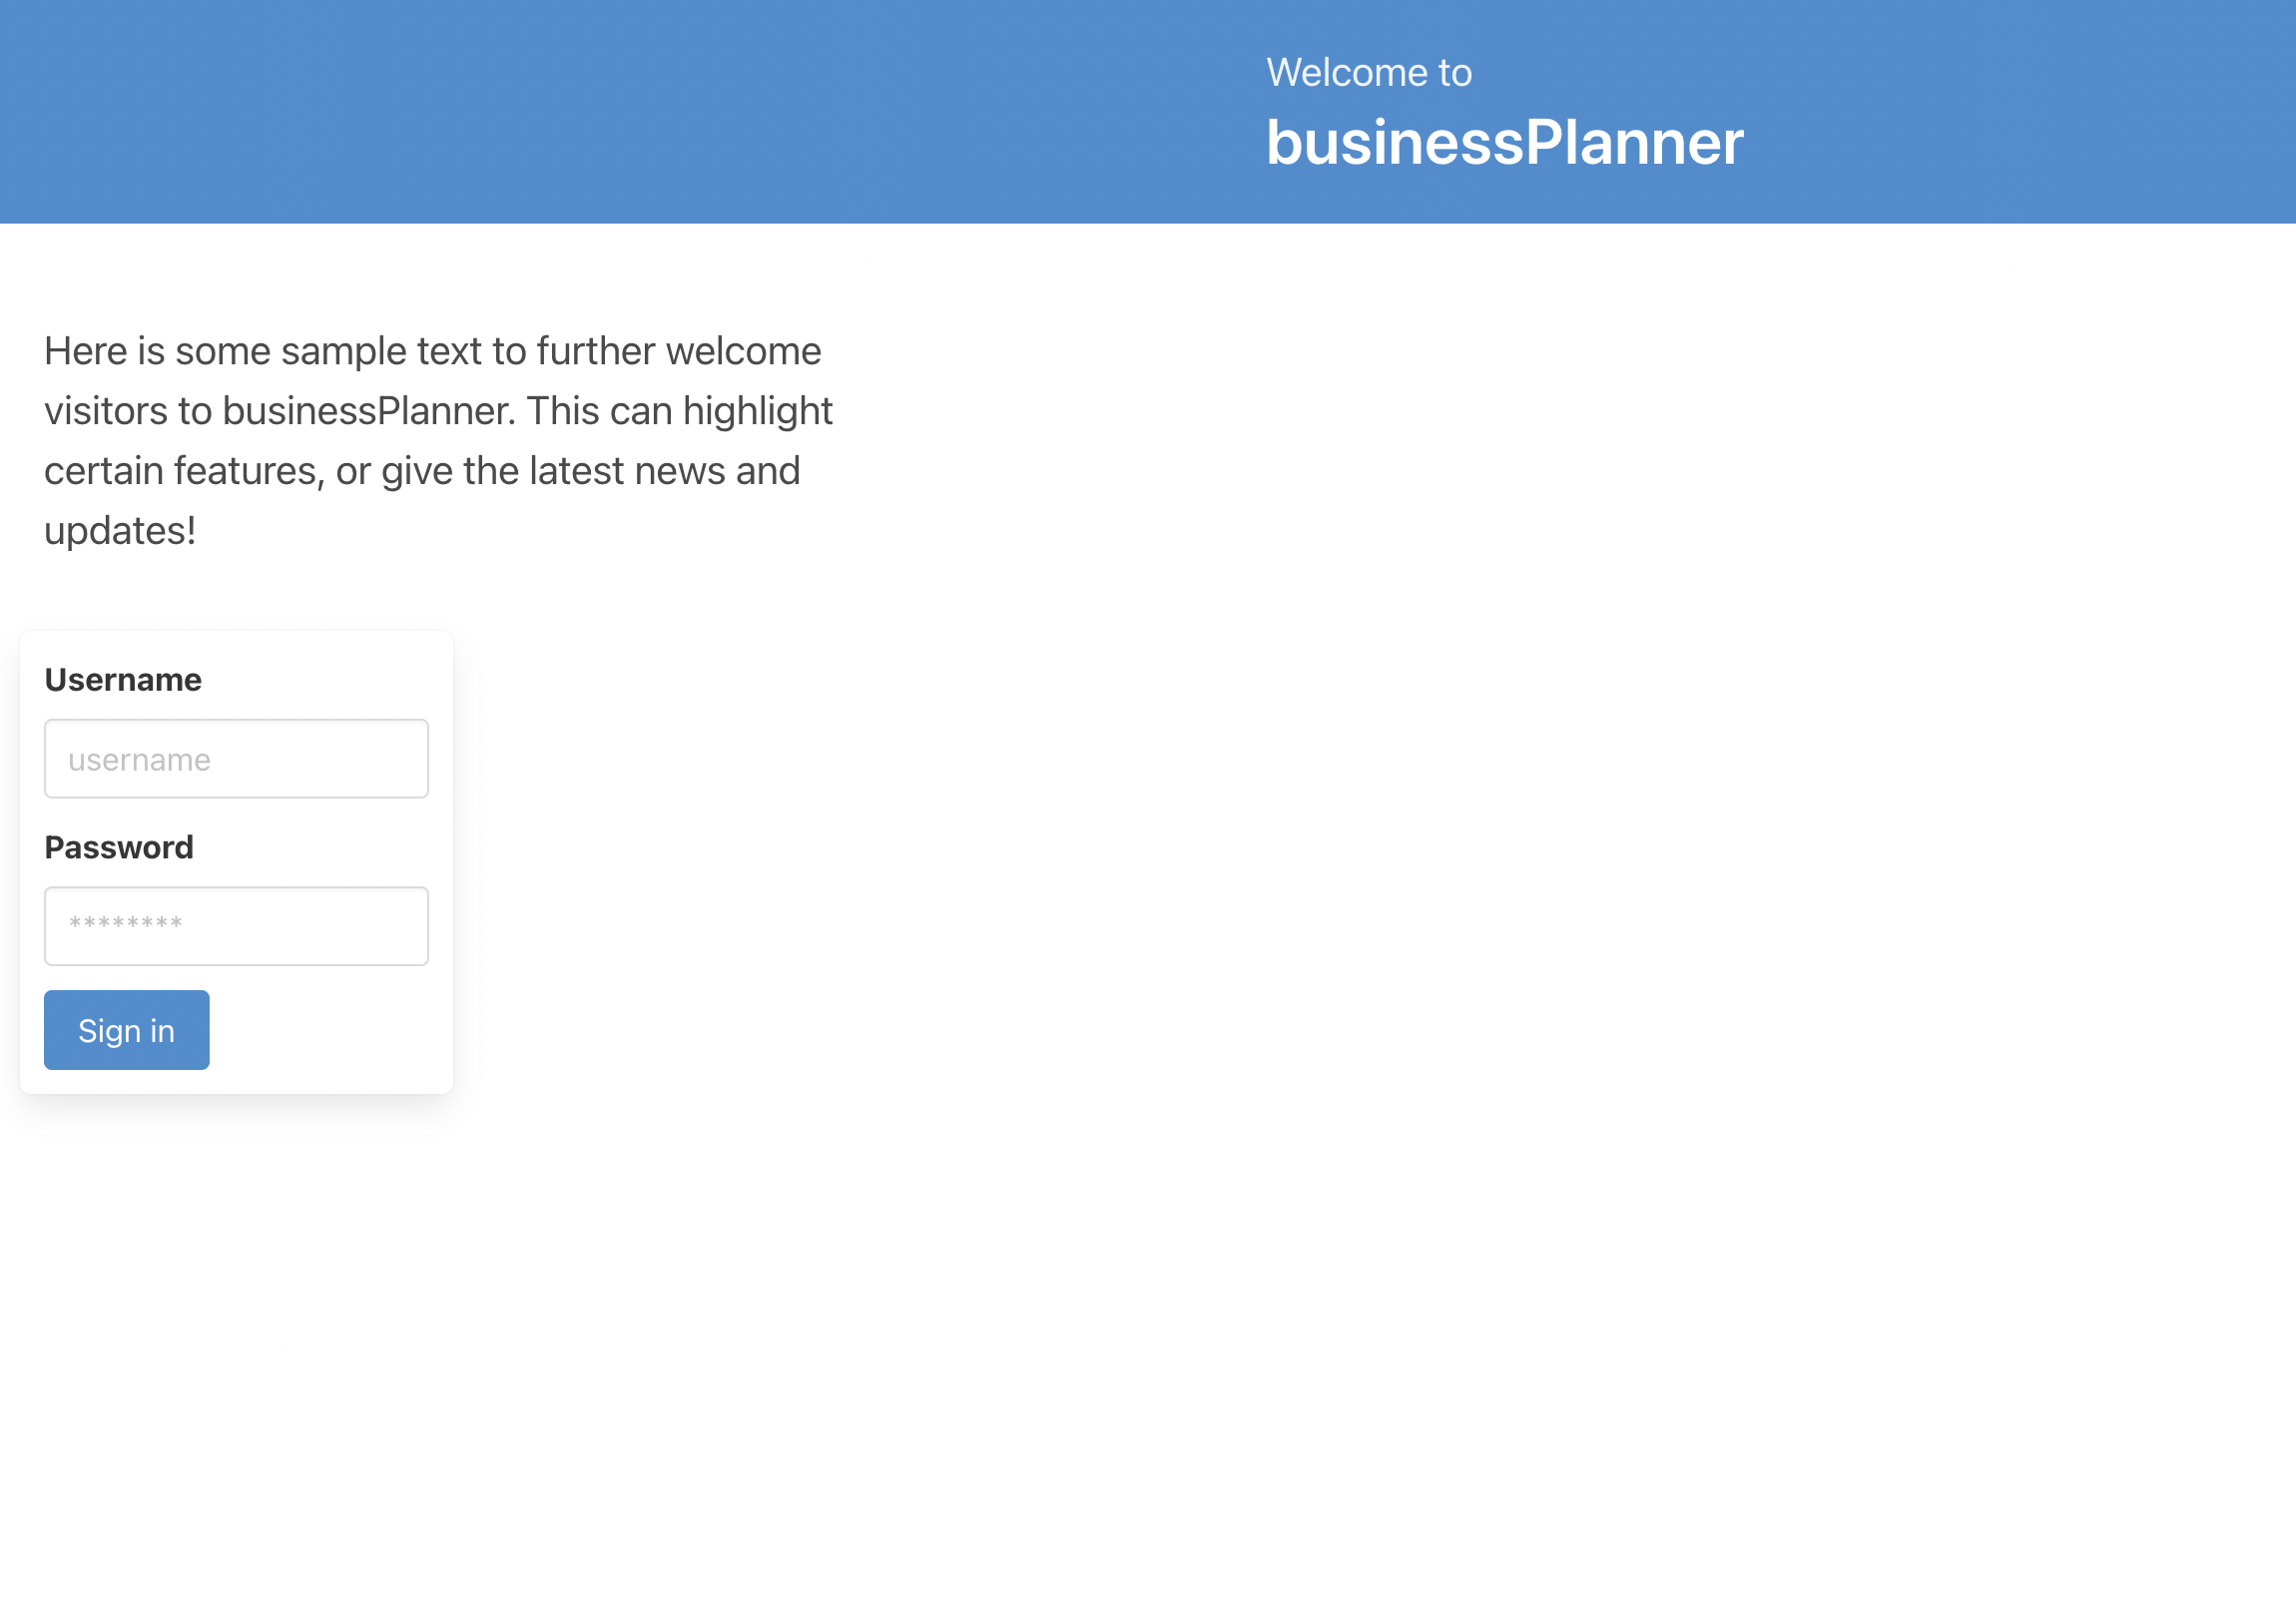 Welcome to
businessPlanner
Here is some sample text to further welcome
visitors to businessPlanner. This can highlight
certain features, or give the latest news and
updates!
Username
username
Password
********
Sign in